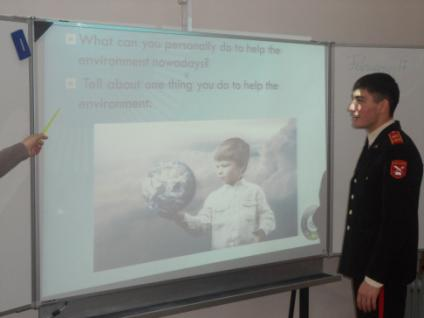 What can you personally do to help the
environment nowadays?
Tell about one thing you do to help the
environment.